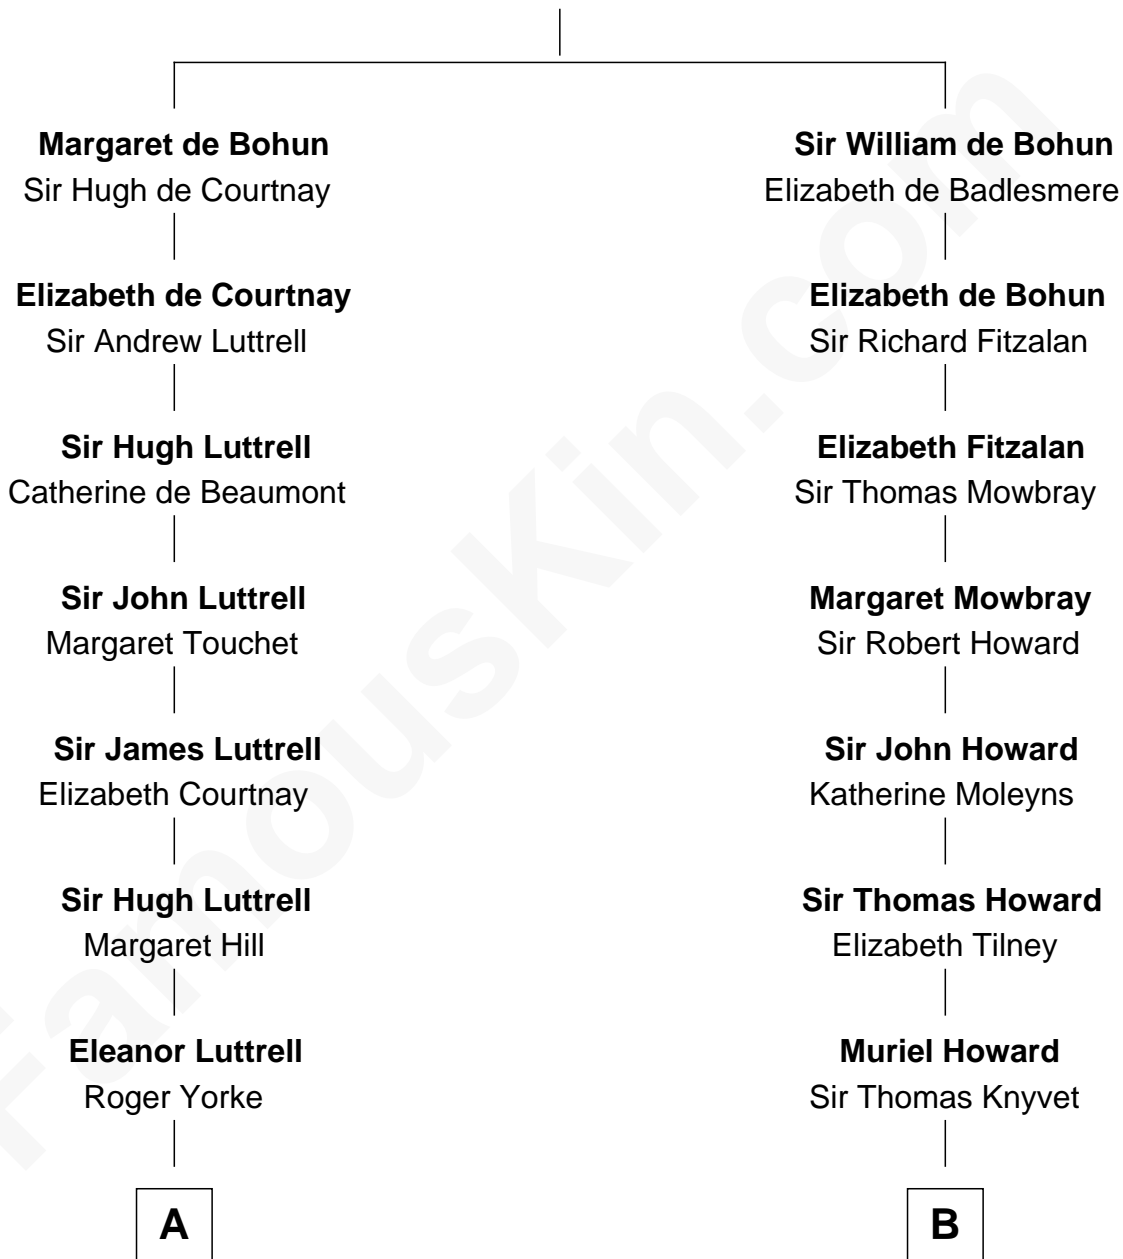 Margaret de Bohun
Sir Hugh de Courtnay
Elizabeth de Courtnay
Sir Andrew Luttrell
Sir Hugh Luttrell
Catherine de Beaumont
Sir John Luttrell
Margaret Touchet
Sir James Luttrell
Elizabeth Courtnay
Sir Hugh Luttrell
Margaret Hill
Eleanor Luttrell
Roger Yorke
A
Sir William de Bohun
Elizabeth de Badlesmere
Elizabeth de Bohun
Sir Richard Fitzalan
Elizabeth Fitzalan
Sir Thomas Mowbray
Margaret Mowbray
Sir Robert Howard
Sir John Howard
Katherine Moleyns
Sir Thomas Howard
Elizabeth Tilney
Muriel Howard
Sir Thomas Knyvet
B
FamousKin.com